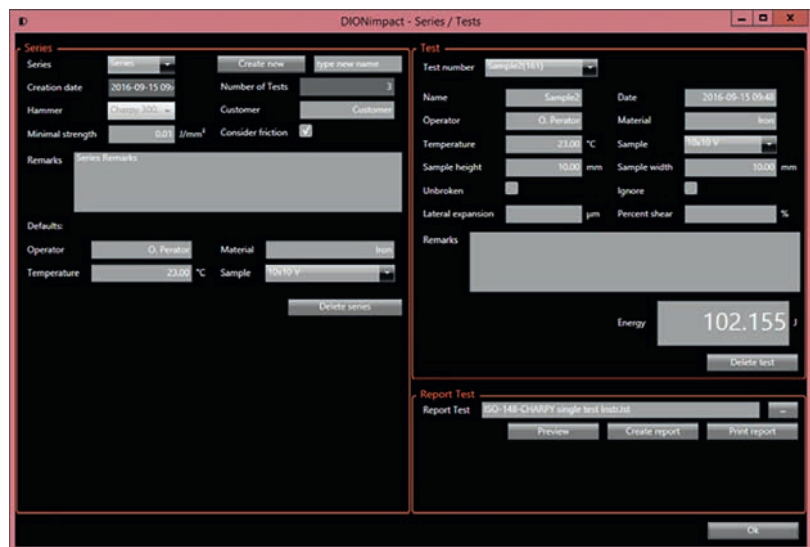 DIONimpact - Series / Tests
Series
Series Series Create new type new name
Creation date 2016-09-15 09: Number of Tests 3
Hammer Charpy 300... Customer Customer
Minimal strength 0.01 J/mm² Consider friction
Remarks Series Remarks
Defaults:
Operator O. Perator Material Iron
Temperature 23.00 °C Sample 10x10 V
Delete series
Test
Test number Sample2(161)
Name Sample2 Date 2016-09-15 09:48
Operator O. Perator Material Iron
Temperature 23.00 °C Sample 10x10 V
Sample height 10.00 mm Sample width 10.00 mm
Unbroken Ignore
Lateral expansion µm Percent shear %
Remarks
Energy 102.155 J
Delete test
Report Test
Report Test ISO-148-CHARPY single test instr.lst ...
Preview Create report Print report
Ok